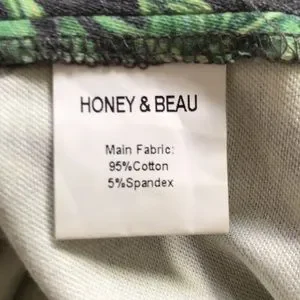 HONEY & BEAU
Main Fabric:
95%Cotton
5%Spandex